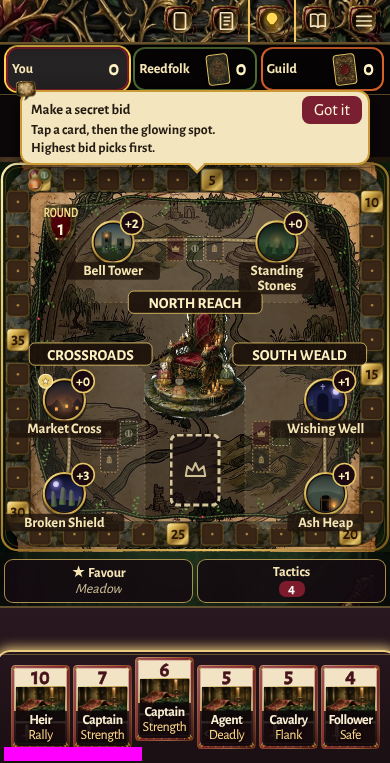 You 0
Reedfolk 0
Guild 0
Make a secret bid
Got it
Tap a card, then the glowing spot.
Highest bid picks first.
5
10
ROUND
1
+2
+0
Bell Tower
Standing
Stones
NORTH REACH
35
CROSSROADS
SOUTH WEALD
15
+0
+1
Market Cross
Wishing Well
+3
+1
Broken Shield
Ash Heap
30
25
20
★ Favour
Meadow
Tactics
4
10
Heir
Rally
7
Captain
Strength
6
Captain
Strength
5
Agent
Deadly
5
Cavalry
Flank
4
Follower
Safe